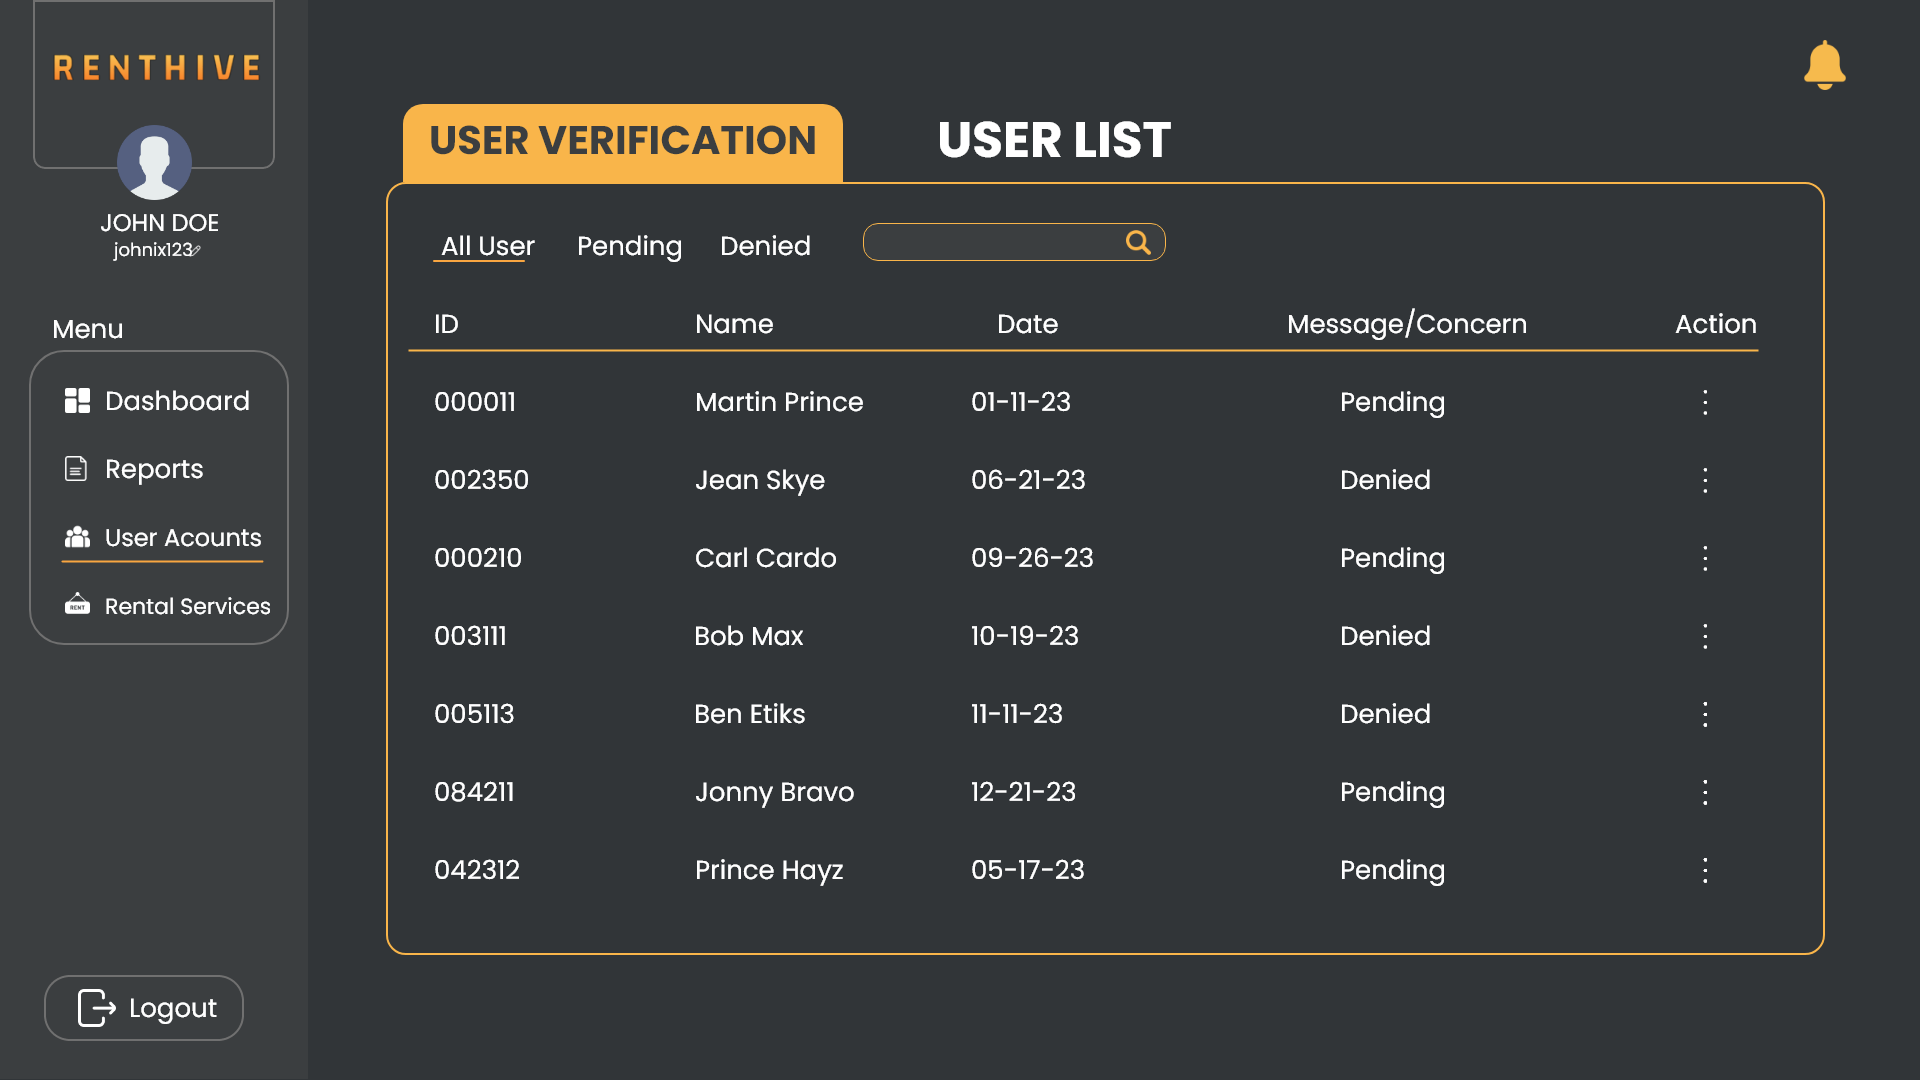 RENTHIVE
JOHN DOE
johnix123
Menu
Dashboard
Reports
User Acounts
RENT
Rental Services
Logout
USER VERIFICATION
USER LIST
All User Pending Denied
ID Name Date Message/Concern Action
000011 Martin Prince 01-11-23 Pending
002350 Jean Skye 06-21-23 Denied
000210 Carl Cardo 09-26-23 Pending
003111 Bob Max 10-19-23 Denied
005113 Ben Etiks 11-11-23 Denied
084211 Jonny Bravo 12-21-23 Pending
042312 Prince Hayz 05-17-23 Pending